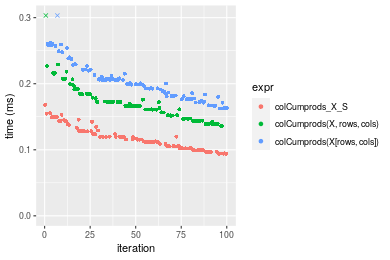 0.3
0.2
0.1
0.0
time (ms)
0
25
50
75
100
iteration
expr
colCumprods_X_S
colCumprods(X, rows, cols)
colCumprods(X[rows, cols])